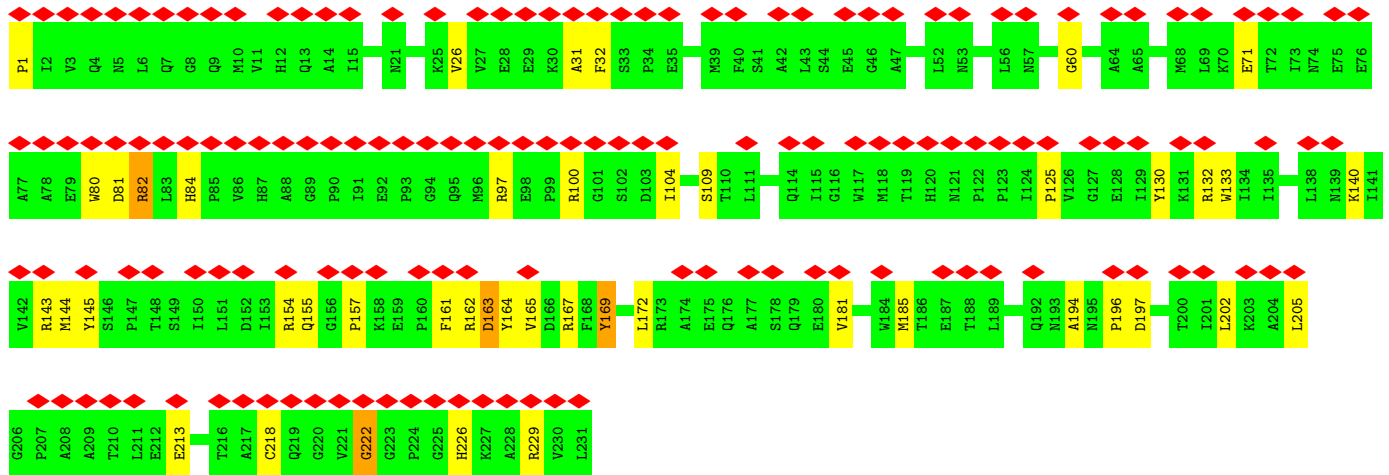 P1 I2 V3 Q4 N5 L6 Q7 G8 Q9 M10 V11 H12 Q13 A14 I15 N21 K25 V26 V27 E28 E29 K30 A31 F32 S33 P34 E35 M39 F40 S41 A42 L43 S44 E45 G46 A47 L52 N53 L56 N57 G60 A64 A65 M68 L69 K70 E71 T72 I73 N74 E75 E76
A77 A78 E79 W80 D81 R82 L83 H84 P85 V86 H87 A88 G89 P90 I91 E92 P93 G94 Q95 M96 R97 E98 P99 R100 G101 S102 D103 I104 S109 T110 L111 Q114 I115 G116 W117 M118 T119 H120 N121 P122 P123 I124 P125 V126 G127 E128 I129 Y130 K131 R132 W133 I134 I135 L138 N139 K140 I141
V142 R143 M144 Y145 S146 P147 T148 S149 I150 L151 D152 I153 R154 Q155 G156 P157 K158 E159 P160 F161 R162 D163 Y164 V165 D166 R167 F168 Y169 L172 R173 A174 E175 Q176 A177 S178 Q179 E180 V181 W184 M185 T186 E187 T188 L189 Q192 N193 A194 N195 P196 D197 T200 I201 L202 K203 A204 L205
G206 P207 A208 A209 T210 L211 E212 E213 T216 A217 C218 Q219 G220 V221 G222 G223 P224 G225 H226 K227 A228 R229 V230 L231